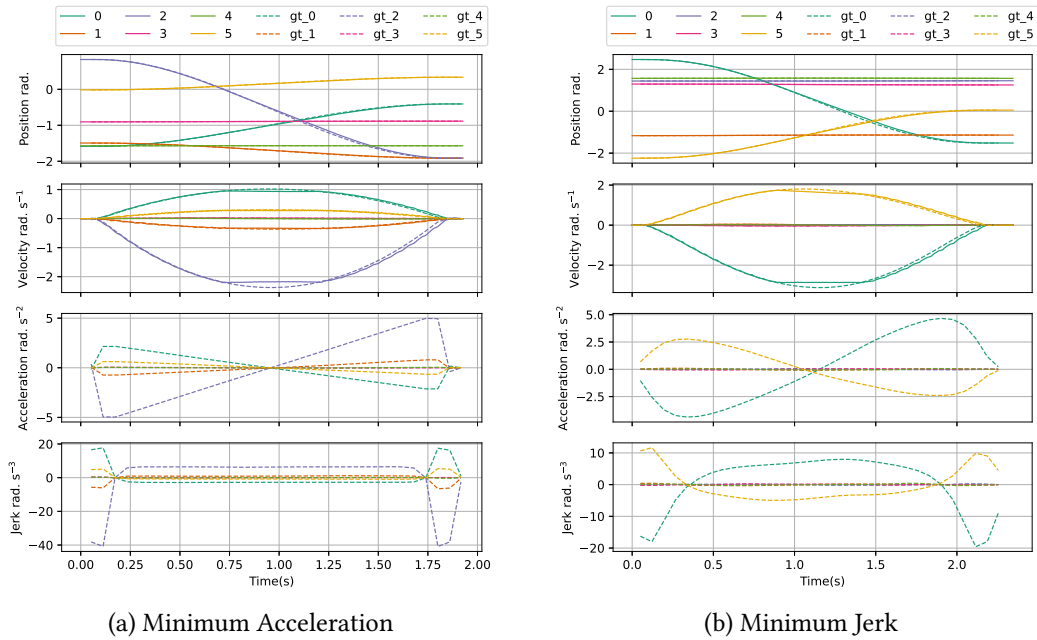 0 2 4 gt_0 gt_2 gt_4
1 3 5 gt_1 gt_3 gt_5
Position rad.
0
−1
−2
Velocity rad. s⁻¹
1
0
−1
−2
Acceleration rad. s⁻²
5
0
−5
Jerk rad. s⁻³
20
0
−20
−40
0.00 0.25 0.50 0.75 1.00 1.25 1.50 1.75 2.00
Time(s)
(a) Minimum Acceleration
0 2 4 gt_0 gt_2 gt_4
1 3 5 gt_1 gt_3 gt_5
Position rad.
2
0
−2
Velocity rad. s⁻¹
2
0
−2
Acceleration rad. s⁻²
5.0
2.5
0.0
−2.5
Jerk rad. s⁻³
10
0
−10
−20
0.0 0.5 1.0 1.5 2.0
Time(s)
(b) Minimum Jerk